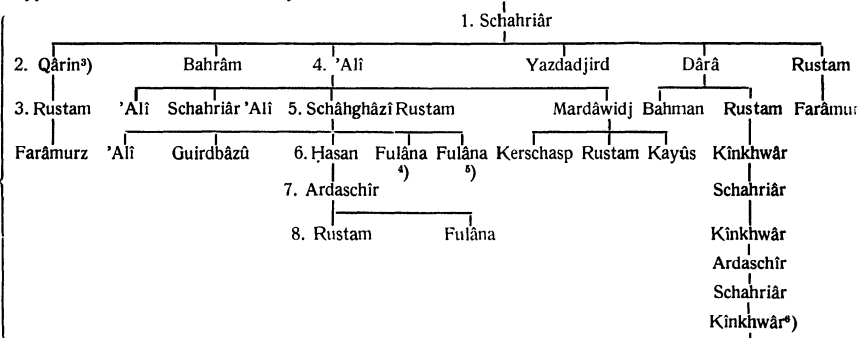 1. Schahriâr
2. Qârin³) Bahrâm 4. ’Alî Yazdadjird Dârâ Rustam
3. Rustam ’Alî Schahriâr ’Alî 5. Schâhghâzî Rustam Mardâwidj Bahman Rustam Farâmur
Farâmurz ’Alî Guirdbâzû 6. Ḥasan Fulâna Fulâna Kerschasp Rustam Kayûs Kînkhwâr
⁴) ⁵)
7. Ardaschîr Schahriâr
8. Rustam Fulâna Kînkhwâr
Ardaschîr
Schahriâr
Kînkhwâr⁶)